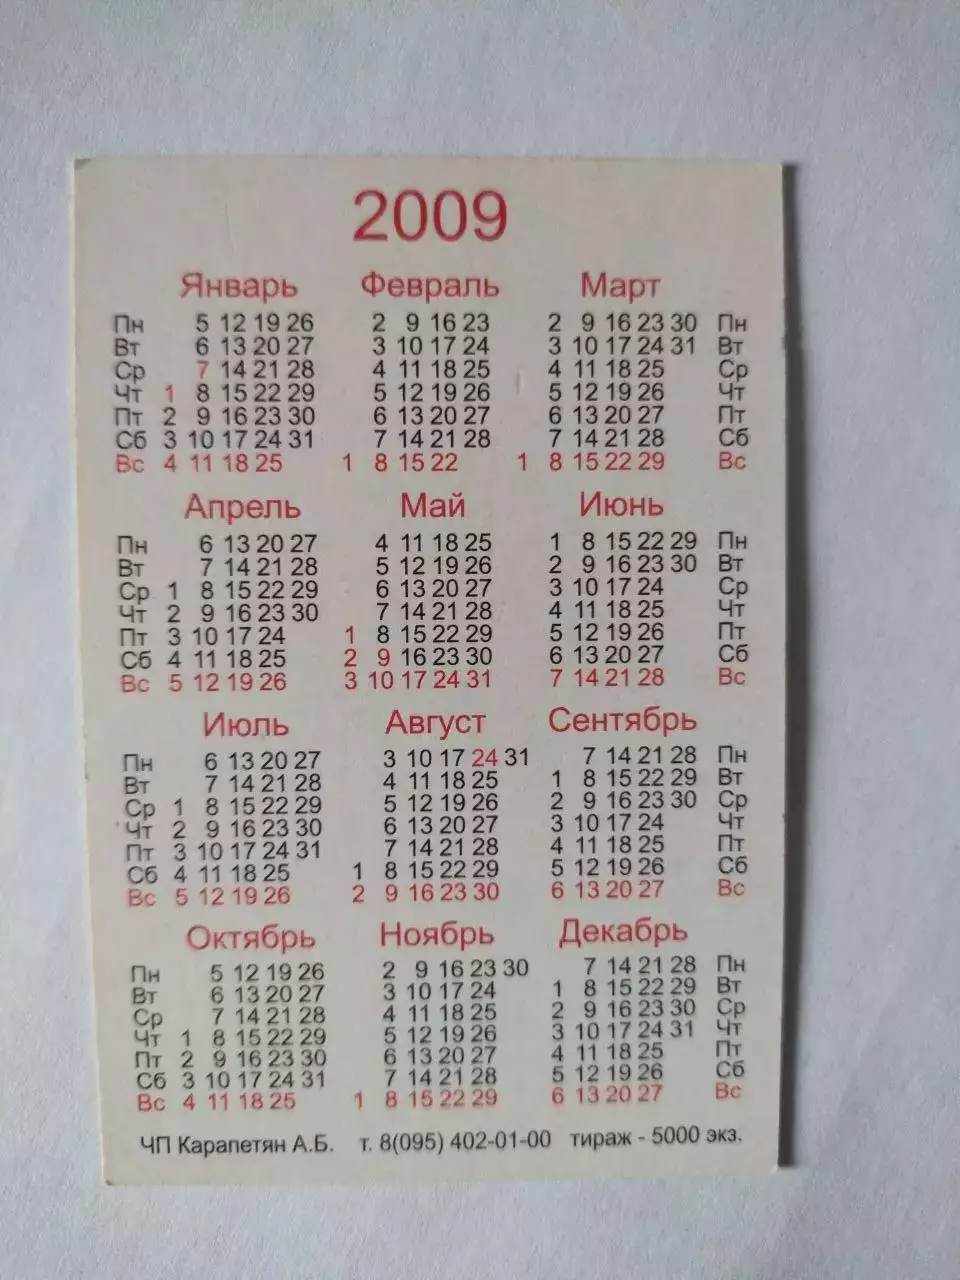 2009
Январь Февраль Март
Пн 5 12 19 26 2 9 16 23 2 9 16 23 30 Пн
Вт 6 13 20 27 3 10 17 24 3 10 17 24 31 Вт
Ср 7 14 21 28 4 11 18 25 4 11 18 25 Ср
Чт 1 8 15 22 29 5 12 19 26 5 12 19 26 Чт
Пт 2 9 16 23 30 6 13 20 27 6 13 20 27 Пт
Сб 3 10 17 24 31 7 14 21 28 7 14 21 28 Сб
Вс 4 11 18 25 1 8 15 22 1 8 15 22 29 Вс
Апрель Май Июнь
Пн 6 13 20 27 4 11 18 25 1 8 15 22 29 Пн
Вт 7 14 21 28 5 12 19 26 2 9 16 23 30 Вт
Ср 1 8 15 22 29 6 13 20 27 3 10 17 24 Ср
Чт 2 9 16 23 30 7 14 21 28 4 11 18 25 Чт
Пт 3 10 17 24 1 8 15 22 29 5 12 19 26 Пт
Сб 4 11 18 25 2 9 16 23 30 6 13 20 27 Сб
Вс 5 12 19 26 3 10 17 24 31 7 14 21 28 Вс
Июль Август Сентябрь
Пн 6 13 20 27 3 10 17 24 31 7 14 21 28 Пн
Вт 7 14 21 28 4 11 18 25 1 8 15 22 29 Вт
Ср 1 8 15 22 29 5 12 19 26 2 9 16 23 30 Ср
Чт 2 9 16 23 30 6 13 20 27 3 10 17 24 Чт
Пт 3 10 17 24 31 7 14 21 28 4 11 18 25 Пт
Сб 4 11 18 25 1 8 15 22 29 5 12 19 26 Сб
Вс 5 12 19 26 2 9 16 23 30 6 13 20 27 Вс
Октябрь Ноябрь Декабрь
Пн 5 12 19 26 2 9 16 23 30 7 14 21 28 Пн
Вт 6 13 20 27 3 10 17 24 1 8 15 22 29 Вт
Ср 7 14 21 28 4 11 18 25 2 9 16 23 30 Ср
Чт 1 8 15 22 29 5 12 19 26 3 10 17 24 31 Чт
Пт 2 9 16 23 30 6 13 20 27 4 11 18 25 Пт
Сб 3 10 17 24 31 7 14 21 28 5 12 19 26 Сб
Вс 4 11 18 25 1 8 15 22 29 6 13 20 27 Вс
ЧП Карапетян А.Б. т. 8(095) 402-01-00 тираж - 5000 экз.